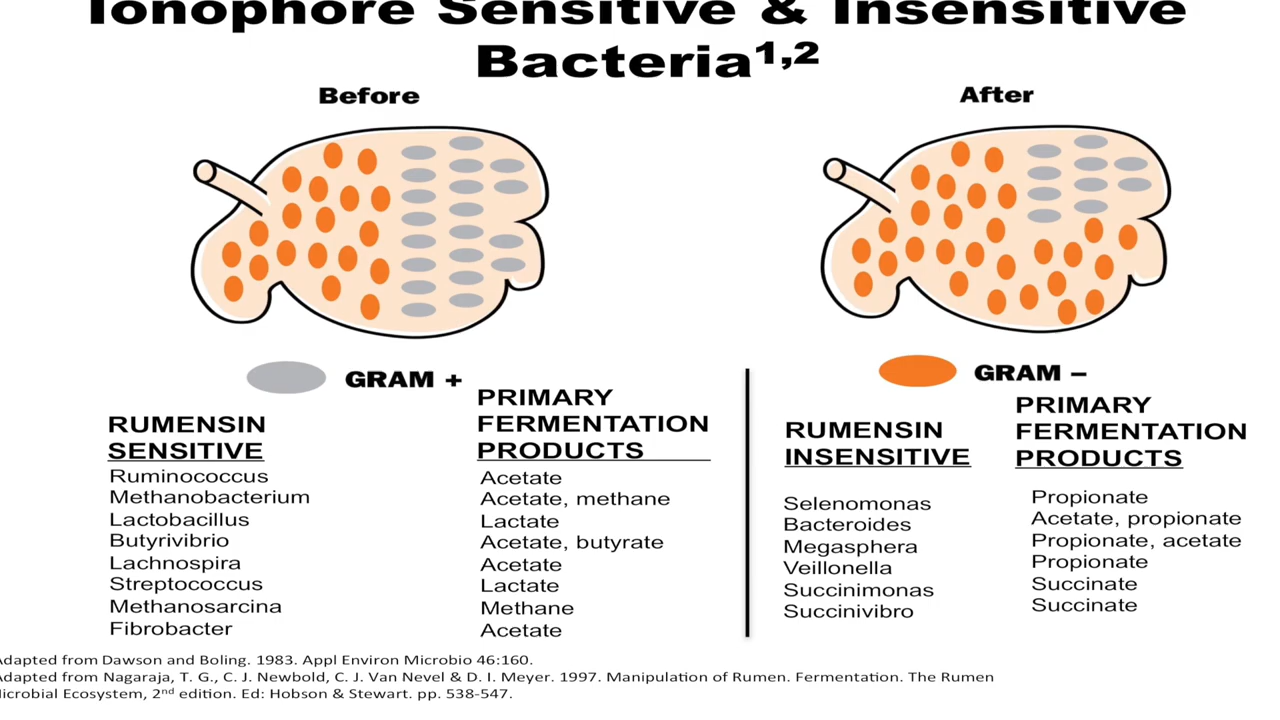 Ionophore Sensitive & Insensitive
Bacteria¹,²
Before
After
GRAM +
RUMENSIN
SENSITIVE
PRIMARY
FERMENTATION
PRODUCTS
Ruminococcus Acetate
Methanobacterium Acetate, methane
Lactobacillus Lactate
Butyrivibrio Acetate, butyrate
Lachnospira Acetate
Streptococcus Lactate
Methanosarcina Methane
Fibrobacter Acetate
GRAM –
RUMENSIN
INSENSITIVE
PRIMARY
FERMENTATION
PRODUCTS
Selenomonas Propionate
Bacteroides Acetate, propionate
Megasphera Propionate, acetate
Veillonella Propionate
Succinimonas Succinate
Succinivibro Succinate
Adapted from Dawson and Boling. 1983. Appl Environ Microbio 46:160.
Adapted from Nagaraja, T. G., C. J. Newbold, C. J. Van Nevel & D. I. Meyer. 1997. Manipulation of Rumen. Fermentation. The Rumen
icrobial Ecosystem, 2nd edition. Ed: Hobson & Stewart. pp. 538-547.